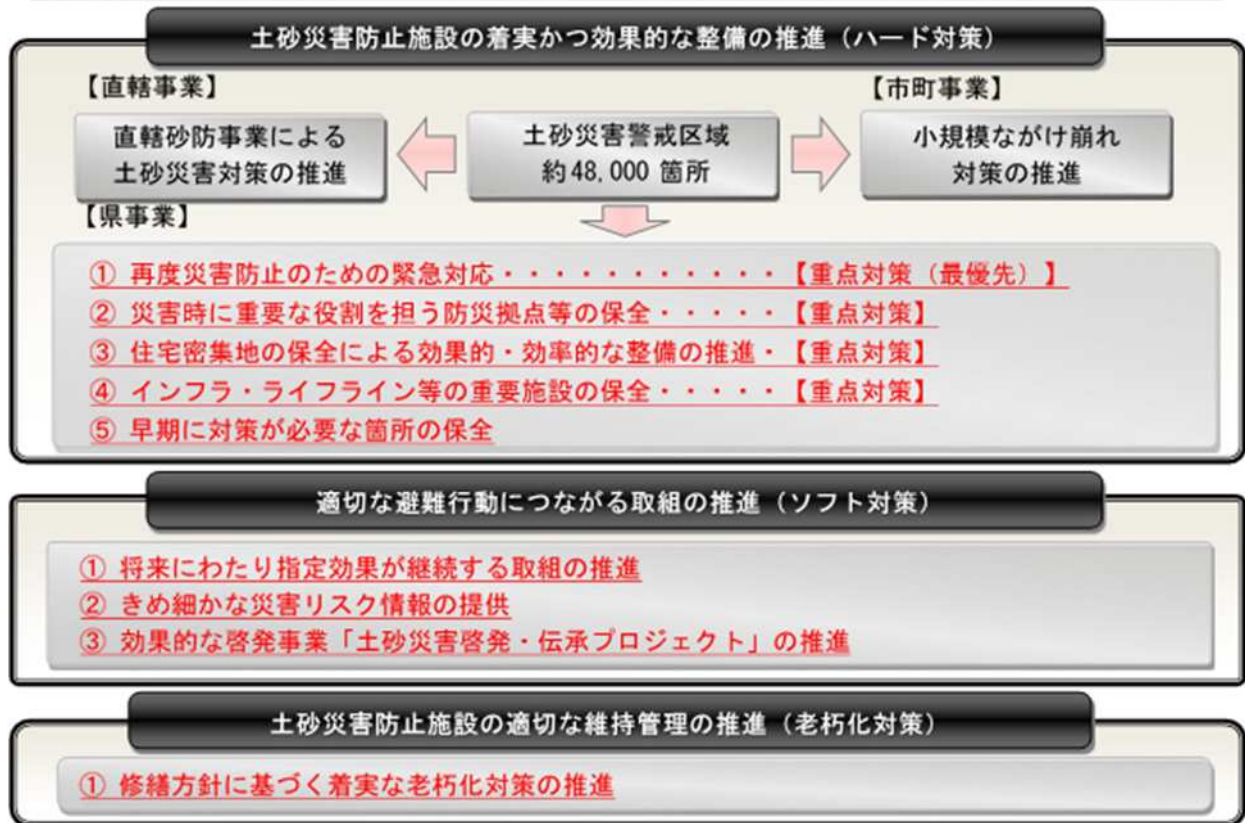 土砂災害防止施設の着実かつ効果的な整備の推進（ハード対策）
【直轄事業】
【市町事業】
直轄砂防事業による
土砂災害対策の推進
土砂災害警戒区域
約48,000 箇所
小規模ながけ崩れ
対策の推進
【県事業】
① 再度災害防止のための緊急対応・・・・・・・・・・・【重点対策（最優先）】
② 災害時に重要な役割を担う防災拠点等の保全・・・・・【重点対策】
③ 住宅密集地の保全による効果的・効率的な整備の推進・【重点対策】
④ インフラ・ライフライン等の重要施設の保全・・・・・【重点対策】
⑤ 早期に対策が必要な箇所の保全
適切な避難行動につながる取組の推進（ソフト対策）
① 将来にわたり指定効果が継続する取組の推進
② きめ細かな災害リスク情報の提供
③ 効果的な啓発事業「土砂災害啓発・伝承プロジェクト」の推進
土砂災害防止施設の適切な維持管理の推進（老朽化対策）
① 修繕方針に基づく着実な老朽化対策の推進